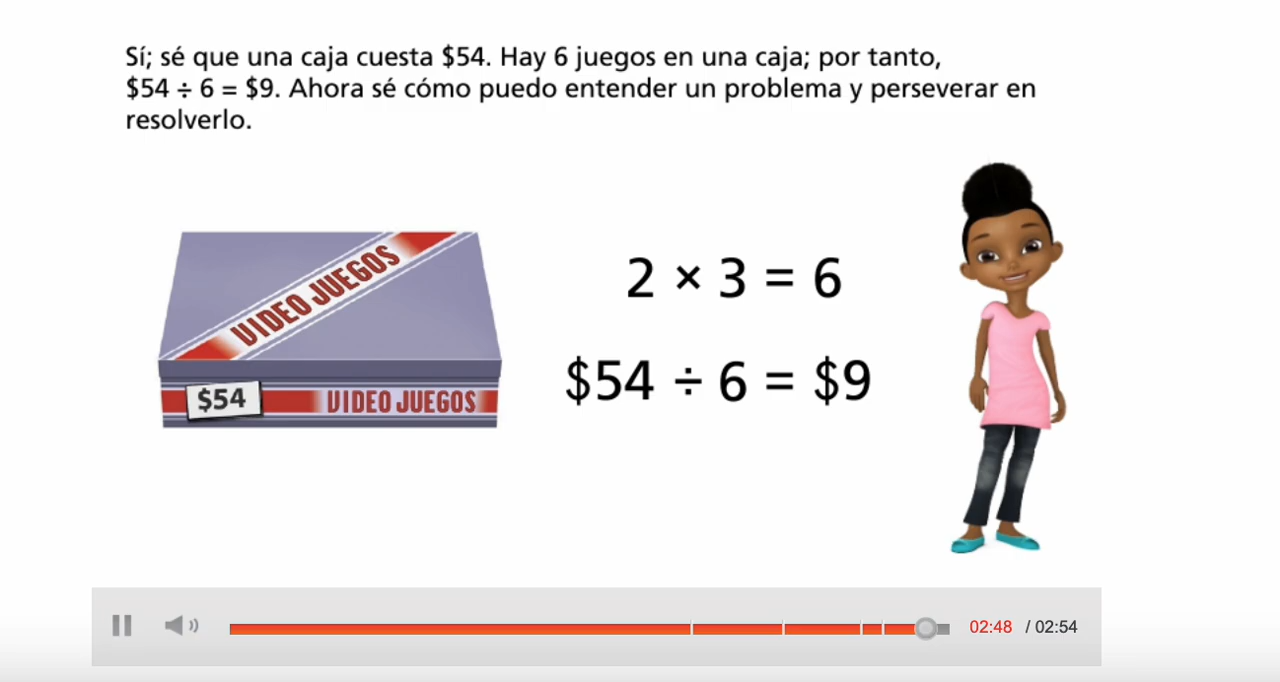 Sí; sé que una caja cuesta $54. Hay 6 juegos en una caja; por tanto,
$54 ÷ 6 = $9. Ahora sé cómo puedo entender un problema y perseverar en
resolverlo.
VIDEO JUEGOS
$54
VIDEO JUEGOS
2 × 3 = 6
$54 ÷ 6 = $9
02:48 / 02:54